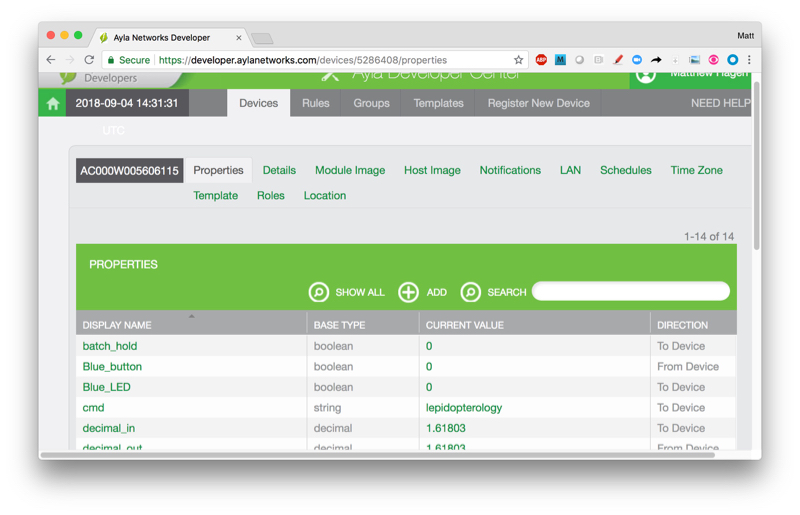 Ayla Networks Developer
Matt
Secure https://developer.aylanetworks.com/devices/5286408/properties
ABP
M
Developers
Ayla Developer Center
Matthew Hagen
2018-09-04 14:31:31
Devices
Rules
Groups
Templates
Register New Device
NEED HELP
UTC
AC000W005606115
Properties
Details
Module Image
Host Image
Notifications
LAN
Schedules
Time Zone
Template
Roles
Location
1-14 of 14
PROPERTIES
SHOW ALL
ADD
SEARCH
DISPLAY NAME BASE TYPE CURRENT VALUE DIRECTION
batch_hold boolean 0 To Device
Blue_button boolean 0 From Device
Blue_LED boolean 0 To Device
cmd string lepidopterology To Device
decimal_in decimal 1.61803 To Device
decimal_out decimal 1.61803 From Device